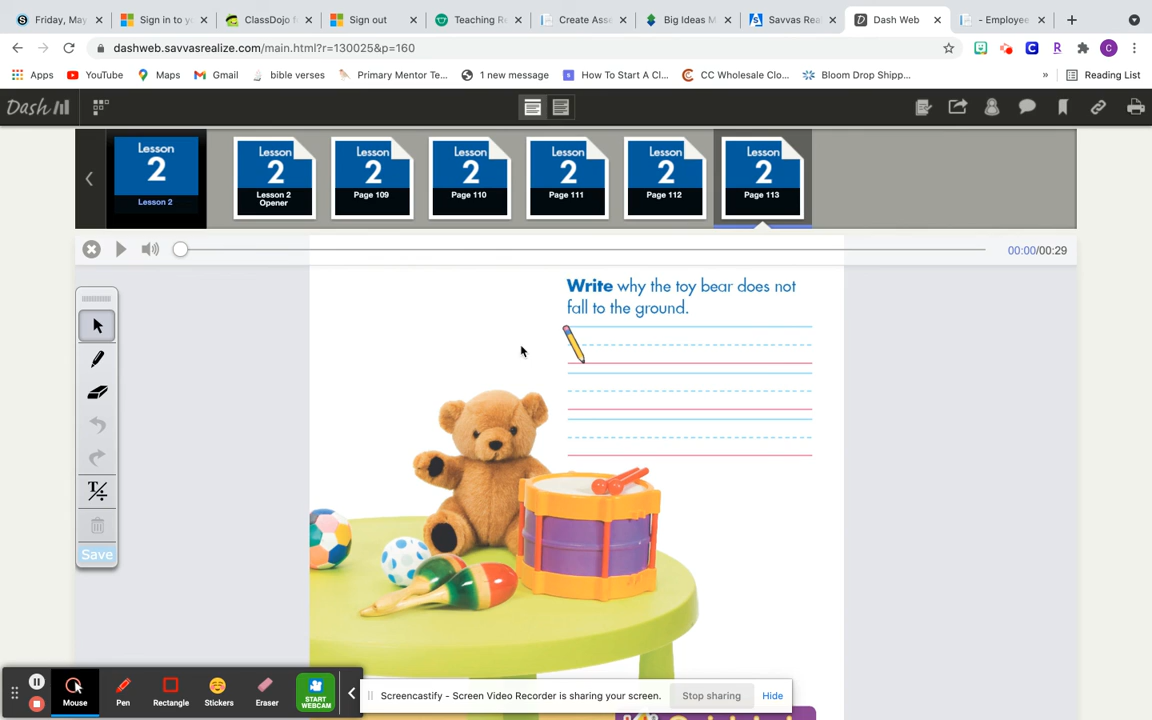 Friday, May
Sign in to y
ClassDojo f
Sign out
Teaching Re
Create Asse
Big Ideas M
Savvas Rea
Dash Web
- Employee
dashweb.savvasrealize.com/main.html?r=130025&p=160
Apps
YouTube
Maps
Gmail
bible verses
Primary Mentor Te...
1 new message
How To Start A Cl...
CC Wholesale Clo...
Bloom Drop Shipp...
»
Reading List
Dash
Lesson
2
Lesson 2
Lesson
2
Lesson 2
Opener
Lesson
2
Page 109
Lesson
2
Page 110
Lesson
2
Page 111
Lesson
2
Page 112
Lesson
2
Page 113
00:00/00:29
Write why the toy bear does not
fall to the ground.
Save
Mouse
Pen
Rectangle
Stickers
Eraser
START
WEBCAM
Screencastify - Screen Video Recorder is sharing your screen.
Stop sharing
Hide